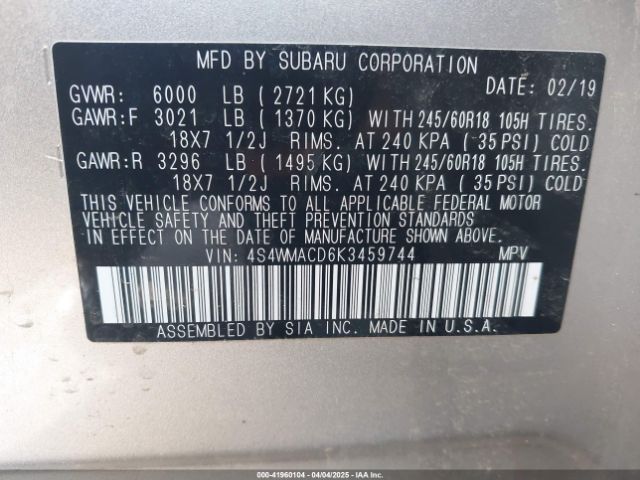 MFD BY SUBARU CORPORATION
DATE: 02/19
GVWR: 6000 LB ( 2721 KG)
GAWR:F 3021 LB ( 1370 KG) WITH 245/60R18 105H TIRES.
18X7 1/2J RIMS. AT 240 KPA ( 35 PSI) COLD
GAWR:R 3296 LB ( 1495 KG) WITH 245/60R18 105H TIRES.
18X7 1/2J RIMS. AT 240 KPA ( 35 PSI) COLD
THIS VEHICLE CONFORMS TO ALL APPLICABLE FEDERAL MOTOR
VEHICLE SAFETY AND THEFT PREVENTION STANDARDS
IN EFFECT ON THE DATE OF MANUFACTURE SHOWN ABOVE.
VIN: 4S4WMACD6K3459744 MPV
ASSEMBLED BY SIA INC. MADE IN U.S.A.
000-41960104 - 04/04/2025 - IAAI.COM